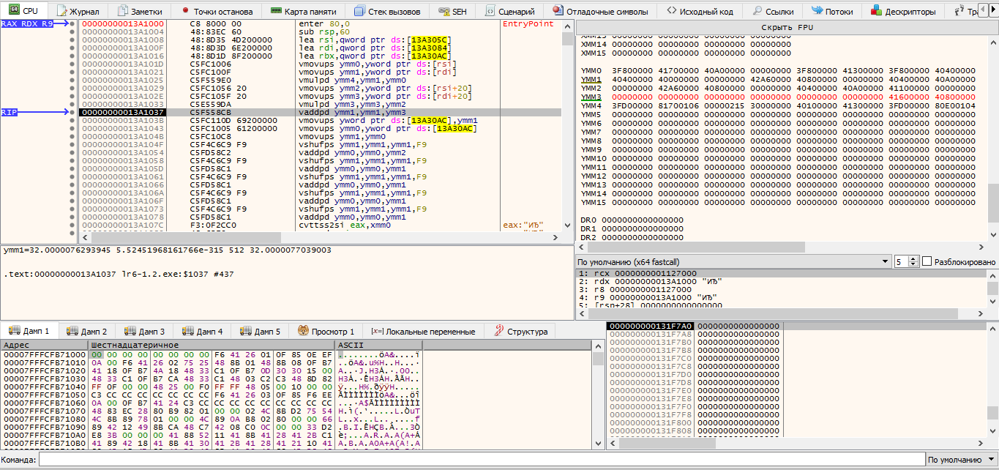 CPU Журнал Заметки Точки останова Карта памяти Стек вызовов SEH Сценарий Отладочные символы Исходный код Ссылки Потоки Дескрипторы
RAX RDX R9
00000000013A1000 C8 8000 00 enter 80,0 EntryPoint
00000000013A1004 48:83EC 60 sub rsp,60
00000000013A1008 48:8D35 4D200000 lea rsi,qword ptr ds:[13A305C]
00000000013A100F 48:8D3D 6E200000 lea rdi,qword ptr ds:[13A3084]
00000000013A1016 48:8D1D 8F200000 lea rbx,qword ptr ds:[13A30AC]
00000000013A101D C5FC1006 vmovups ymm0,yword ptr ds:[rsi]
00000000013A1021 C5FC100F vmovups ymm1,yword ptr ds:[rdi]
00000000013A1025 C5F559E0 vmulpd ymm4,ymm1,ymm0
00000000013A1029 C5FC1056 20 vmovups ymm2,yword ptr ds:[rsi+20]
00000000013A102E C5FC105F 20 vmovups ymm3,yword ptr ds:[rdi+20]
00000000013A1033 C5E559DA vmulpd ymm3,ymm3,ymm2
RIP
00000000013A1037 C5F558CB vaddpd ymm1,ymm1,ymm3
00000000013A103B C5FC110D 69200000 vmovups yword ptr ds:[13A30AC],ymm1
00000000013A1043 C5FC1005 61200000 vmovups ymm0,yword ptr ds:[13A30AC]
00000000013A104B C5FC10C8 vmovups ymm1,ymm0
00000000013A104F C5F4C6C9 F9 vshufps ymm1,ymm1,ymm1,F9
00000000013A1054 C5FD58C2 vaddpd ymm0,ymm0,ymm2
00000000013A1058 C5F4C6C9 F9 vshufps ymm1,ymm1,ymm1,F9
00000000013A105D C5FD58C1 vaddpd ymm0,ymm0,ymm1
00000000013A1061 C5F4C6C9 F9 vshufps ymm1,ymm1,ymm1,F9
00000000013A1066 C5FD58C1 vaddpd ymm0,ymm0,ymm1
00000000013A106A C5F4C6C9 F9 vshufps ymm1,ymm1,ymm1,F9
00000000013A106F C5FD58C1 vaddpd ymm0,ymm0,ymm1
00000000013A1073 C5F4C6C9 F9 vshufps ymm1,ymm1,ymm1,F9
00000000013A1078 C5FD58C1 vaddpd ymm0,ymm0,ymm1
00000000013A107C F3:0F2CC0 cvttss2si eax,xmm0 eax:"Иђ"
Скрыть FPU
XMM14 00000000 00000000 00000000 00000000
XMM15 00000000 00000000 00000000 00000000
YMM0 3F800000 41700000 40A00000 00000000 3F800000 41300000 3F800000 40400000
YMM1 40400000 40000000 00000000 42A60000 40800000 00000000 40400000 40A00000
YMM2 00000000 42A60000 40800000 00000000 40400000 40A00000 41100000 00000000
YMM3 00000000 00000000 00000000 00000000 00000000 00000000 41600000 40800000
YMM4 3FD00000 81700106 00000215 30000000 40100000 41300000 3FD00000 80E00104
YMM5 00000000 00000000 00000000 00000000 00000000 00000000 00000000 00000000
YMM6 00000000 00000000 00000000 00000000 00000000 00000000 00000000 00000000
YMM7 00000000 00000000 00000000 00000000 00000000 00000000 00000000 00000000
YMM8 00000000 00000000 00000000 00000000 00000000 00000000 00000000 00000000
YMM9 00000000 00000000 00000000 00000000 00000000 00000000 00000000 00000000
YMM10 00000000 00000000 00000000 00000000 00000000 00000000 00000000 00000000
YMM11 00000000 00000000 00000000 00000000 00000000 00000000 00000000 00000000
YMM12 00000000 00000000 00000000 00000000 00000000 00000000 00000000 00000000
YMM13 00000000 00000000 00000000 00000000 00000000 00000000 00000000 00000000
YMM14 00000000 00000000 00000000 00000000 00000000 00000000 00000000 00000000
YMM15 00000000 00000000 00000000 00000000 00000000 00000000 00000000 00000000
DR0 0000000000000000
DR1 0000000000000000
DR2 0000000000000000
ymm1=32.0000076293945 5.52451968161766e-315 512 32.0000077039003
.text:00000000013A1037 lr6-1.2.exe:$1037 #437
По умолчанию (x64 fastcall) 5 Разблокировано
1: rcx 0000000001127000
2: rdx 00000000013A1000 "Иђ"
3: r8 0000000001127000
4: r9 00000000013A1000 "Иђ"
5: [rsp+28] 0000000000000000
Дамп 1 Дамп 2 Дамп 3 Дамп 4 Дамп 5 Просмотр 1 [x=] Локальные переменные Структура
Адрес Шестнадцатеричное ASCII
00007FFFCFB71000 00 00 00 00 00 00 00 00 F6 41 26 01 0F 85 0E EF
00007FFFCFB71010 0A 00 F6 41 26 02 75 25 48 8B 01 48 8B 08 0F B7
00007FFFCFB71020 41 18 0F B7 4A 18 48 33 C1 0F B7 0D 30 30 15 00
00007FFFCFB71030 48 33 C1 0F B7 CA 48 33 C1 48 03 C2 C3 48 8D 82
00007FFFCFB71040 FF 0F 00 00 48 25 00 F0 FF FF 48 05 00 10 00 00
00007FFFCFB71050 C3 CC CC CC CC CC CC CC F6 41 26 03 0F 85 F6 EE
00007FFFCFB71060 0A 00 0F B7 41 24 C3 CC CC CC CC CC CC CC CC CC
00007FFFCFB71070 48 83 EC 28 80 B9 82 01 00 00 02 4C 8B D2 75 54
00007FFFCFB71080 4C 8B 89 78 01 00 00 4C 89 0A B8 02 80 00 00 66
00007FFFCFB71090 89 42 12 49 8B CA 48 C7 42 08 C0 0C 00 00 33 D2
00007FFFCFB710A0 E8 3B 00 00 00 41 88 52 11 41 8B 41 28 41 2B C1
00007FFFCFB710B0 41 89 42 18 41 8B 41 30 41 2B 41 28 41 21 10 41
000000000131F7A0 0000000000000000
000000000131F7A8 0000000000000000
000000000131F7B0 0000000000000000
000000000131F7B8 0000000000000000
000000000131F7C0 0000000000000000
000000000131F7C8 0000000000000000
000000000131F7D0 0000000000000000
000000000131F7D8 0000000000000000
000000000131F7E0 0000000000000000
000000000131F7E8 0000000000000000
000000000131F7F0 0000000000000000
000000000131F7F8 0000000000000000
000000000131F800 0000000000000000
000000000131F808 0000000000000000
Команда: По умолчанию